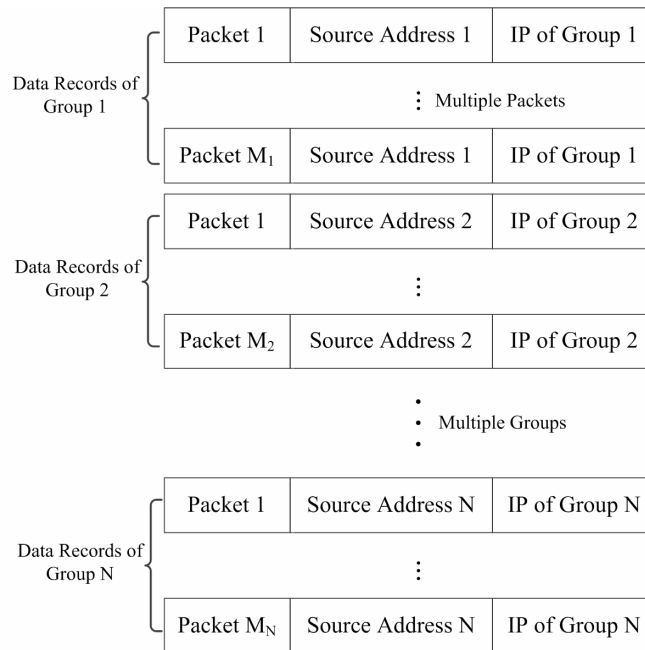 Packet 1 Source Address 1 IP of Group 1
Data Records of
Group 1
⋮ Multiple Packets
Packet M₁ Source Address 1 IP of Group 1
Packet 1 Source Address 2 IP of Group 2
Data Records of
Group 2
⋮
Packet M₂ Source Address 2 IP of Group 2
⋮ Multiple Groups
Packet 1 Source Address N IP of Group N
Data Records of
Group N
⋮
Packet M_N Source Address N IP of Group N